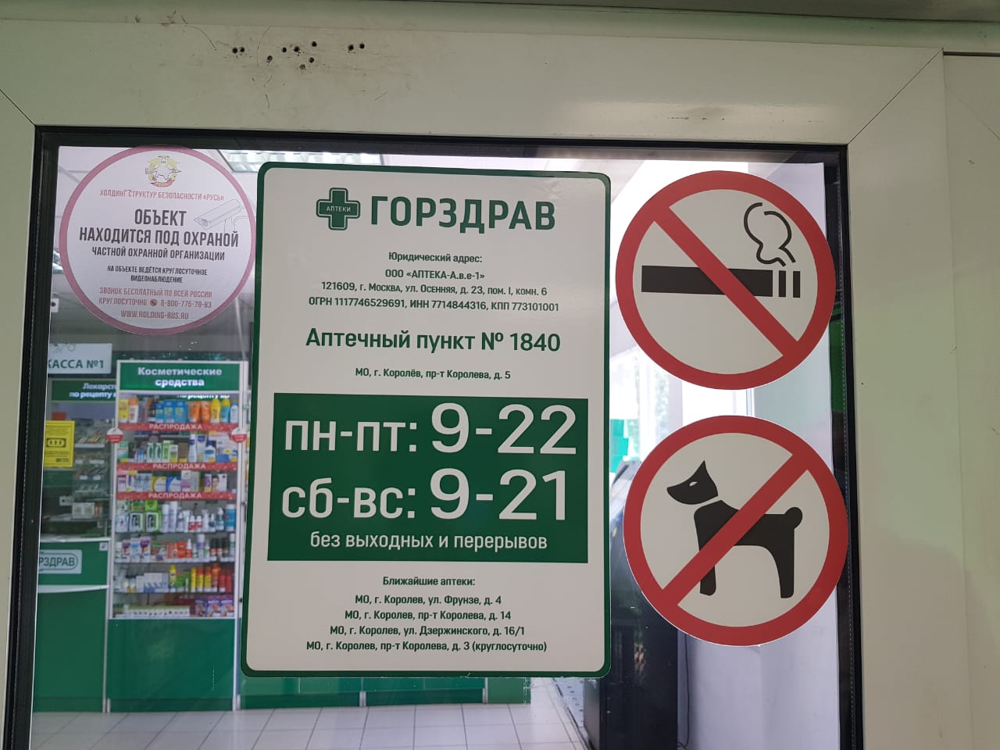 ХОЛДИНГ СТРУКТУР БЕЗОПАСНОСТИ «РУСЬ»
ОБЪЕКТ
НАХОДИТСЯ ПОД ОХРАНОЙ
ЧАСТНОЙ ОХРАННОЙ ОРГАНИЗАЦИИ
НА ОБЪЕКТЕ ВЕДЁТСЯ КРУГЛОСУТОЧНОЕ
ВИДЕОНАБЛЮДЕНИЕ
ЗВОНОК БЕСПЛАТНЫЙ ПО ВСЕЙ РОССИИ
КРУГЛОСУТОЧНО 8-800-775-78-83
WWW.HOLDING-RUS.RU
АПТЕКИ ГОРЗДРАВ
Юридический адрес:
ООО «АПТЕКА-А.в.е-1»
121609, г. Москва, ул. Осенняя, д. 23, пом. I, комн. 6
ОГРН 1117746529691, ИНН 7714844316, КПП 773101001
Аптечный пункт № 1840
МО, г. Королёв, пр-т Королева, д. 5
пн-пт: 9-22
сб-вс: 9-21
без выходных и перерывов
Ближайшие аптеки:
МО, г. Королев, ул. Фрунзе, д. 4
МО, г. Королев, пр-т Королева, д. 14
МО, г. Королев, ул. Дзержинского, д. 16/1
МО, г. Королев, пр-т Королева, д. 3 (круглосуточно)
КАССА №1
Лекарст
по рецепту в
Косметические
средства
РАСПРОДАЖА
РАСПРОДАЖА
РАСПРОДАЖА
РЗДРАВ